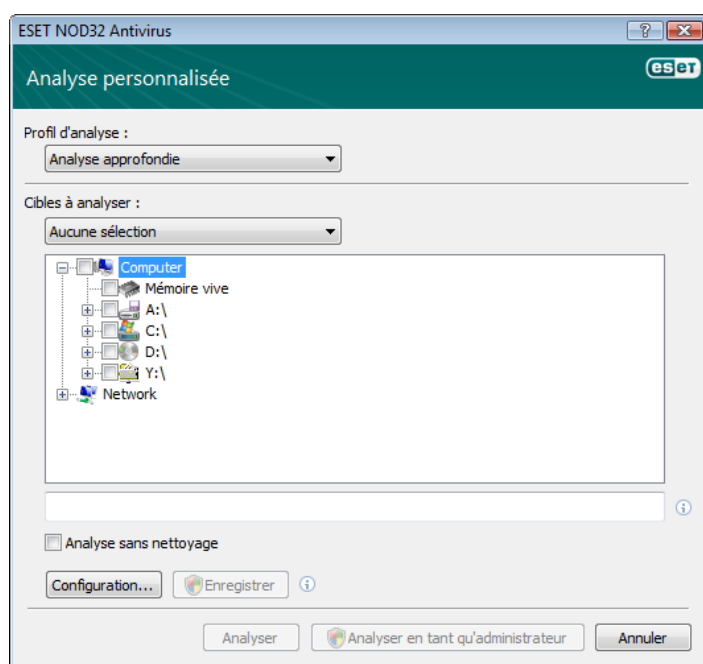 ESET NOD32 Antivirus
Analyse personnalisée
eseT
Profil d'analyse :
Analyse approfondie
Cibles à analyser :
Aucune sélection
Computer
Mémoire vive
A:\
C:\
D:\
Y:\
Network
Analyse sans nettoyage
Configuration...
Enregistrer
Analyser
Analyser en tant qu'administrateur
Annuler